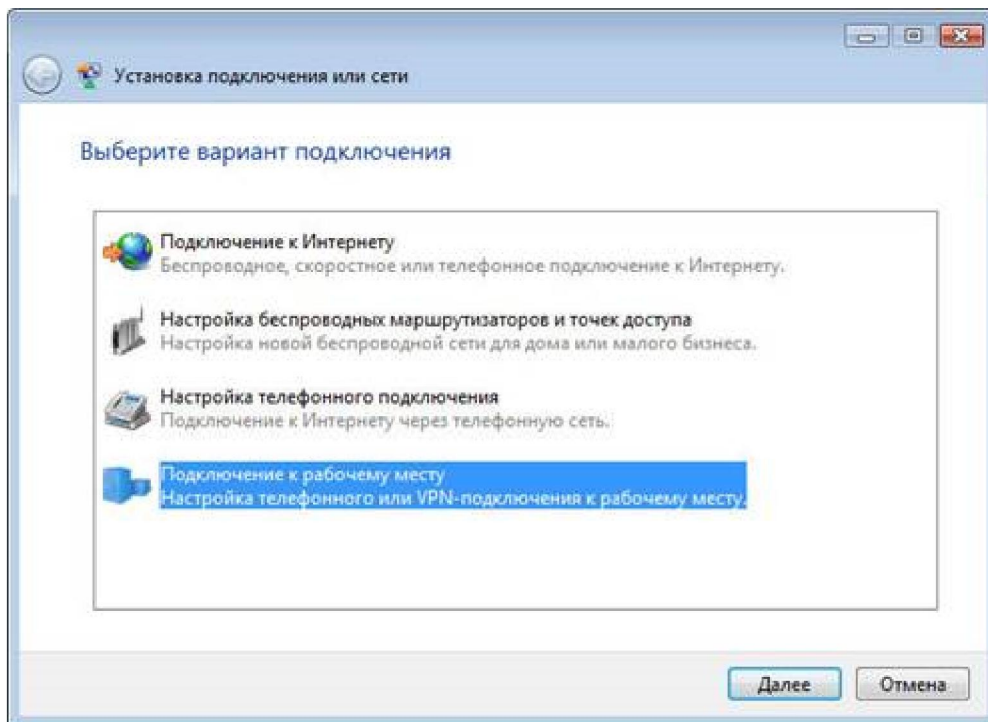 Установка подключения или сети
Выберите вариант подключения
Подключение к Интернету
Беспроводное, скоростное или телефонное подключение к Интернету.
Настройка беспроводных маршрутизаторов и точек доступа
Настройка новой беспроводной сети для дома или малого бизнеса.
Настройка телефонного подключения
Подключение к Интернету через телефонную сеть.
Подключение к рабочему месту
Настройка телефонного или VPN-подключения к рабочему месту.
Далее
Отмена